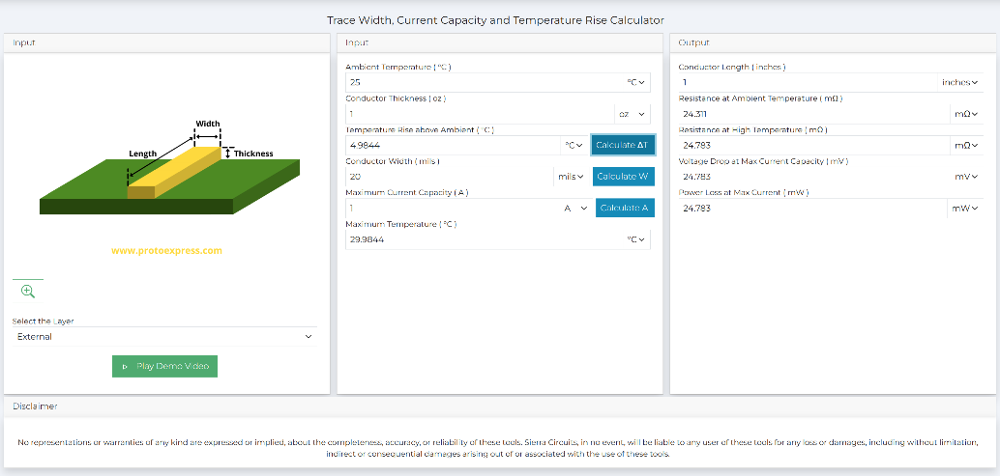 Trace Width, Current Capacity and Temperature Rise Calculator
Input
Width
Length
Thickness
www.protoexpress.com
Select the Layer
External
Play Demo Video
Input
Ambient Temperature ( °C )
25 °C
Conductor Thickness ( oz )
1 oz
Temperature Rise above Ambient ( °C )
4.9844 °C Calculate ΔT
Conductor Width ( mils )
20 mils Calculate W
Maximum Current Capacity ( A )
1 A Calculate A
Maximum Temperature ( °C )
29.9844 °C
Output
Conductor Length ( inches )
1 inches
Resistance at Ambient Temperature ( mΩ )
24.311 mΩ
Resistance at High Temperature ( mΩ )
24.783 mΩ
Voltage Drop at Max Current Capacity ( mV )
24.783 mV
Power Loss at Max Current ( mW )
24.783 mW
Disclaimer
No representations or warranties of any kind are expressed or implied, about the completeness, accuracy, or reliability of these tools. Sierra Circuits, in no event, will be liable to any user of these tools for any loss or damages, including without limitation,
indirect or consequential damages arising out of or associated with the use of these tools.